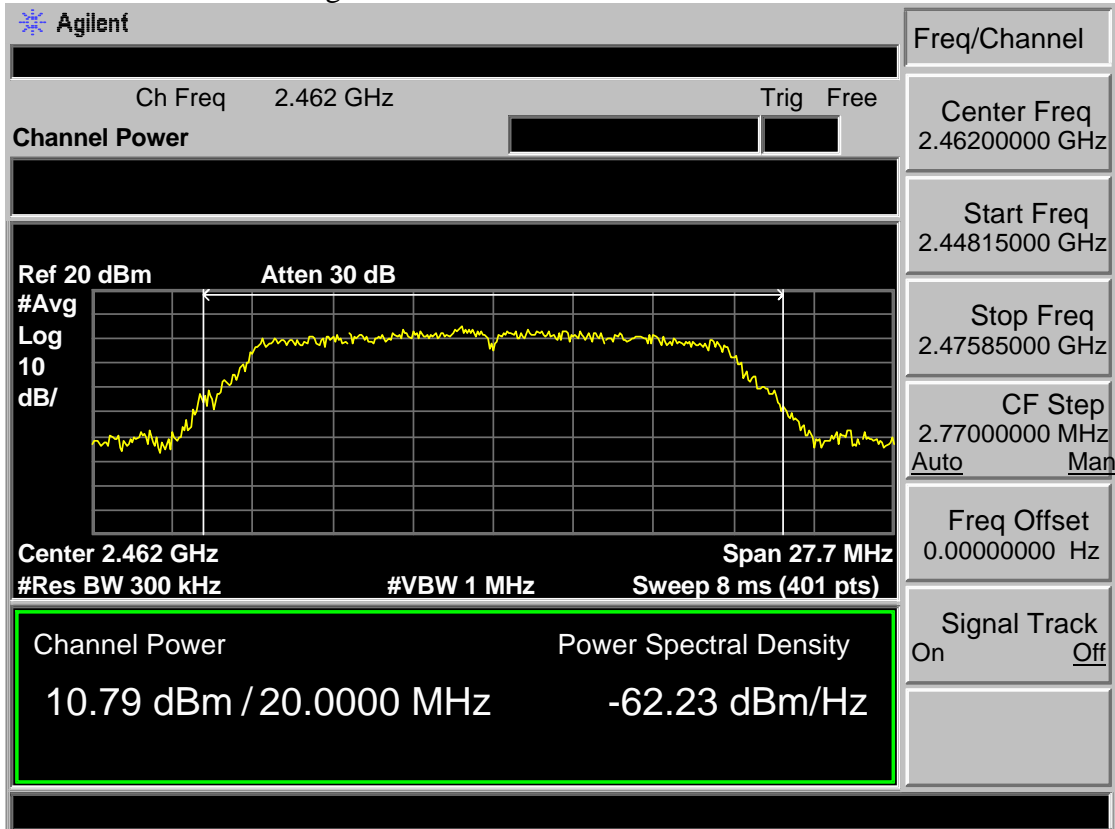 Agilent
Freq/Channel
Ch Freq 2.462 GHz Trig Free
Channel Power
Center Freq
2.46200000 GHz
Start Freq
2.44815000 GHz
Ref 20 dBm Atten 30 dB
#Avg
Log
10
dB/
Stop Freq
2.47585000 GHz
CF Step
2.77000000 MHz
Auto Man
Freq Offset
0.00000000 Hz
Center 2.462 GHz Span 27.7 MHz
#Res BW 300 kHz #VBW 1 MHz Sweep 8 ms (401 pts)
Signal Track
On Off
Channel Power Power Spectral Density
10.79 dBm / 20.0000 MHz -62.23 dBm/Hz